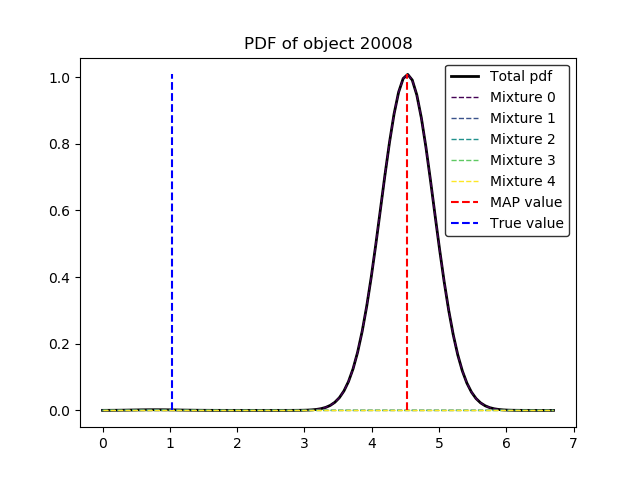 PDF of object 20008
1.0
0.8
0.6
0.4
0.2
0.0
0 1 2 3 4 5 6 7
Total pdf
Mixture 0
Mixture 1
Mixture 2
Mixture 3
Mixture 4
MAP value
True value